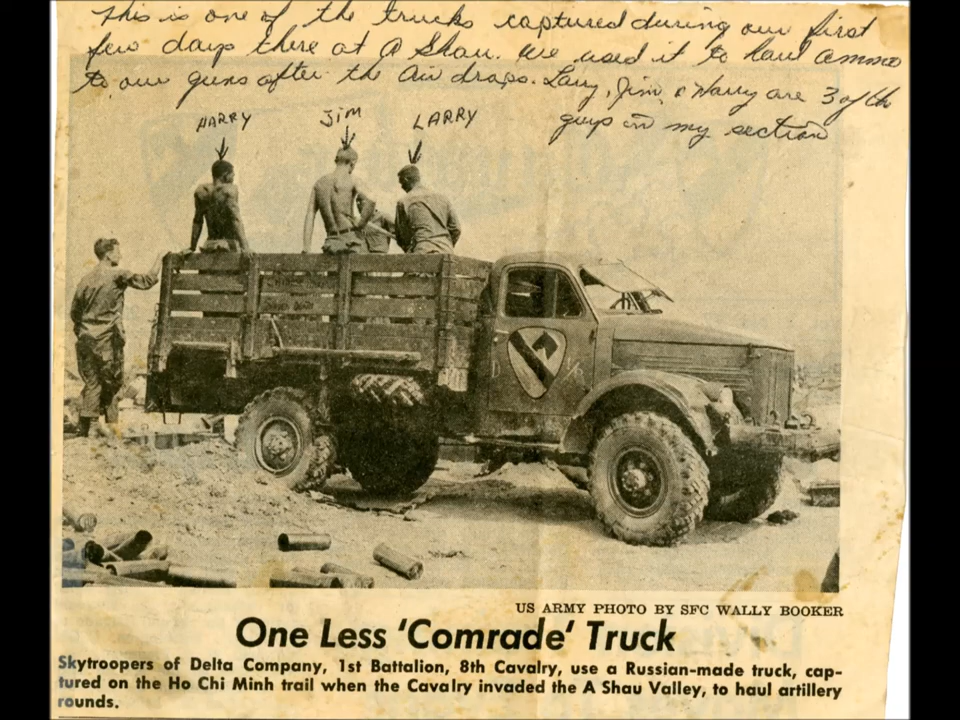 This is one of the trucks captured during our first
few days there at A Shau. We used it to haul ammo
to our guns after the air drops. Larry, Jim, & Harry are 3 of the
guys in my section
HARRY JIM LARRY
D
US ARMY PHOTO BY SFC WALLY BOOKER
One Less 'Comrade' Truck
Skytroopers of Delta Company, 1st Battalion, 8th Cavalry, use a Russian-made truck, cap-
tured on the Ho Chi Minh trail when the Cavalry invaded the A Shau Valley, to haul artillery
rounds.